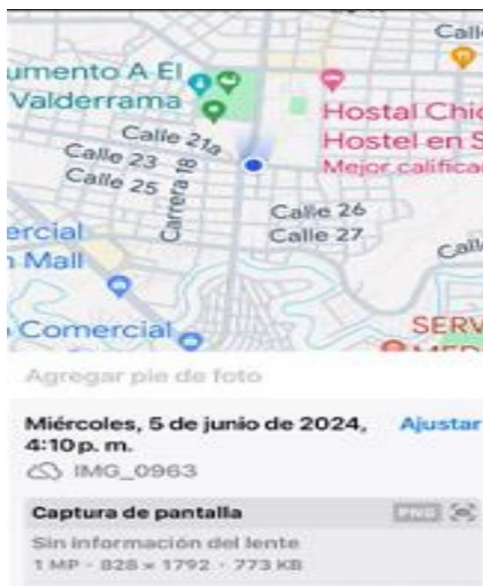 Calle
umento A El
Valderrama
Hostal Chic
Hostel en S
Mejor califica
Calle 21a
Calle 23
Calle 25
Carrera 18
Calle 26
Calle 27
Calle
ercial
n Mall
Comercial
SERV
Agregar pie de foto
Miércoles, 5 de junio de 2024,
Ajustar
4:10 p. m.
IMG_0963
Captura de pantalla
PNG
Sin información del lente
1 MP · 828 × 1792 · 773 KB